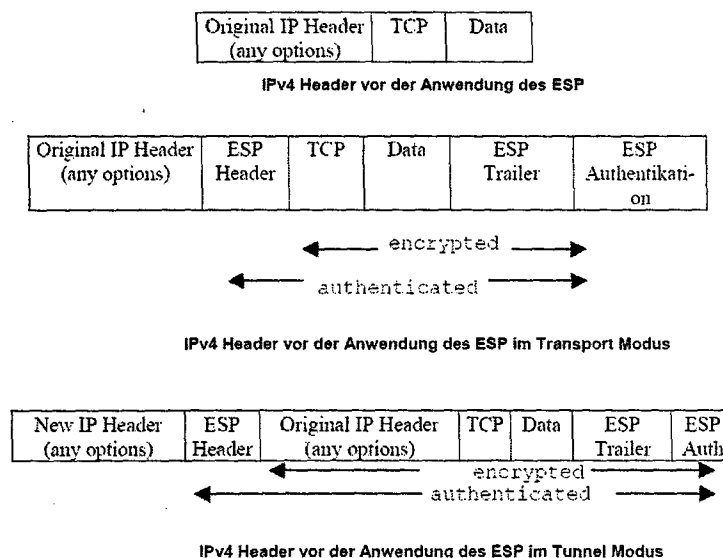 Original IP Header TCP Data
(any options)
IPv4 Header vor der Anwendung des ESP
Original IP Header ESP TCP Data ESP ESP
(any options) Header Trailer Authentikati-
on
encrypted
authenticated
IPv4 Header vor der Anwendung des ESP im Transport Modus
New IP Header ESP Original IP Header TCP Data ESP ESP
(any options) Header (any options) Trailer Auth
encrypted
authenticated
IPv4 Header vor der Anwendung des ESP im Tunnel Modus